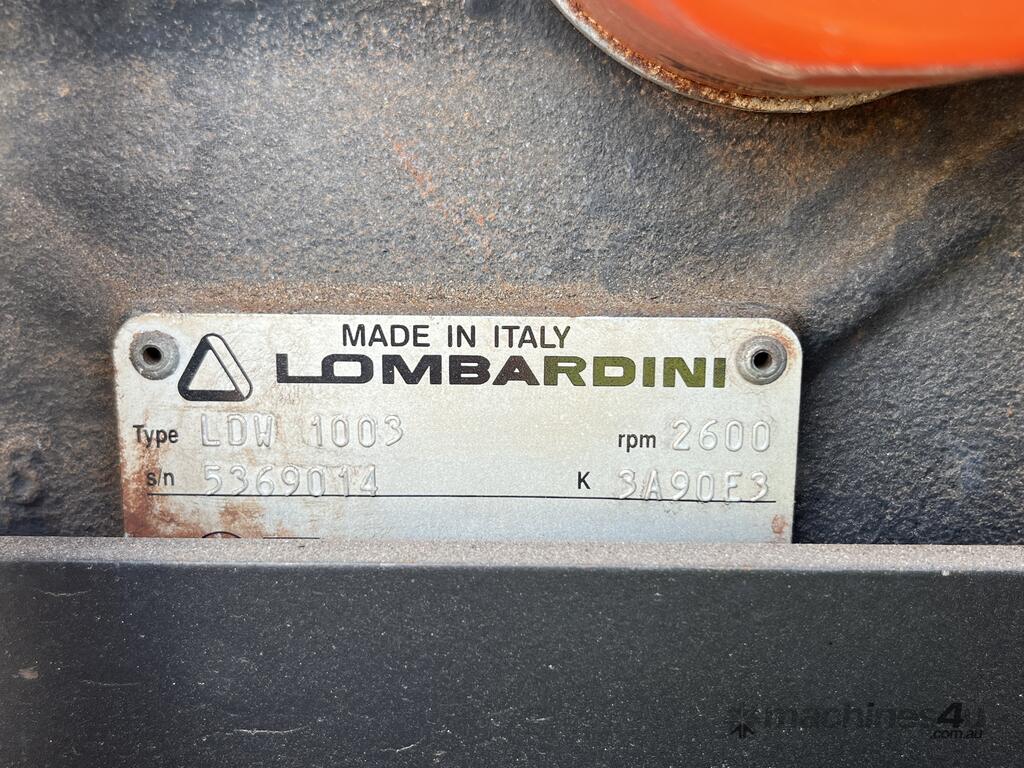 MADE IN ITALY
LOMBARDINI
Type LDW 1003 rpm 2600
s/n 5369014 K 3A90E3
machines4u
.com.au